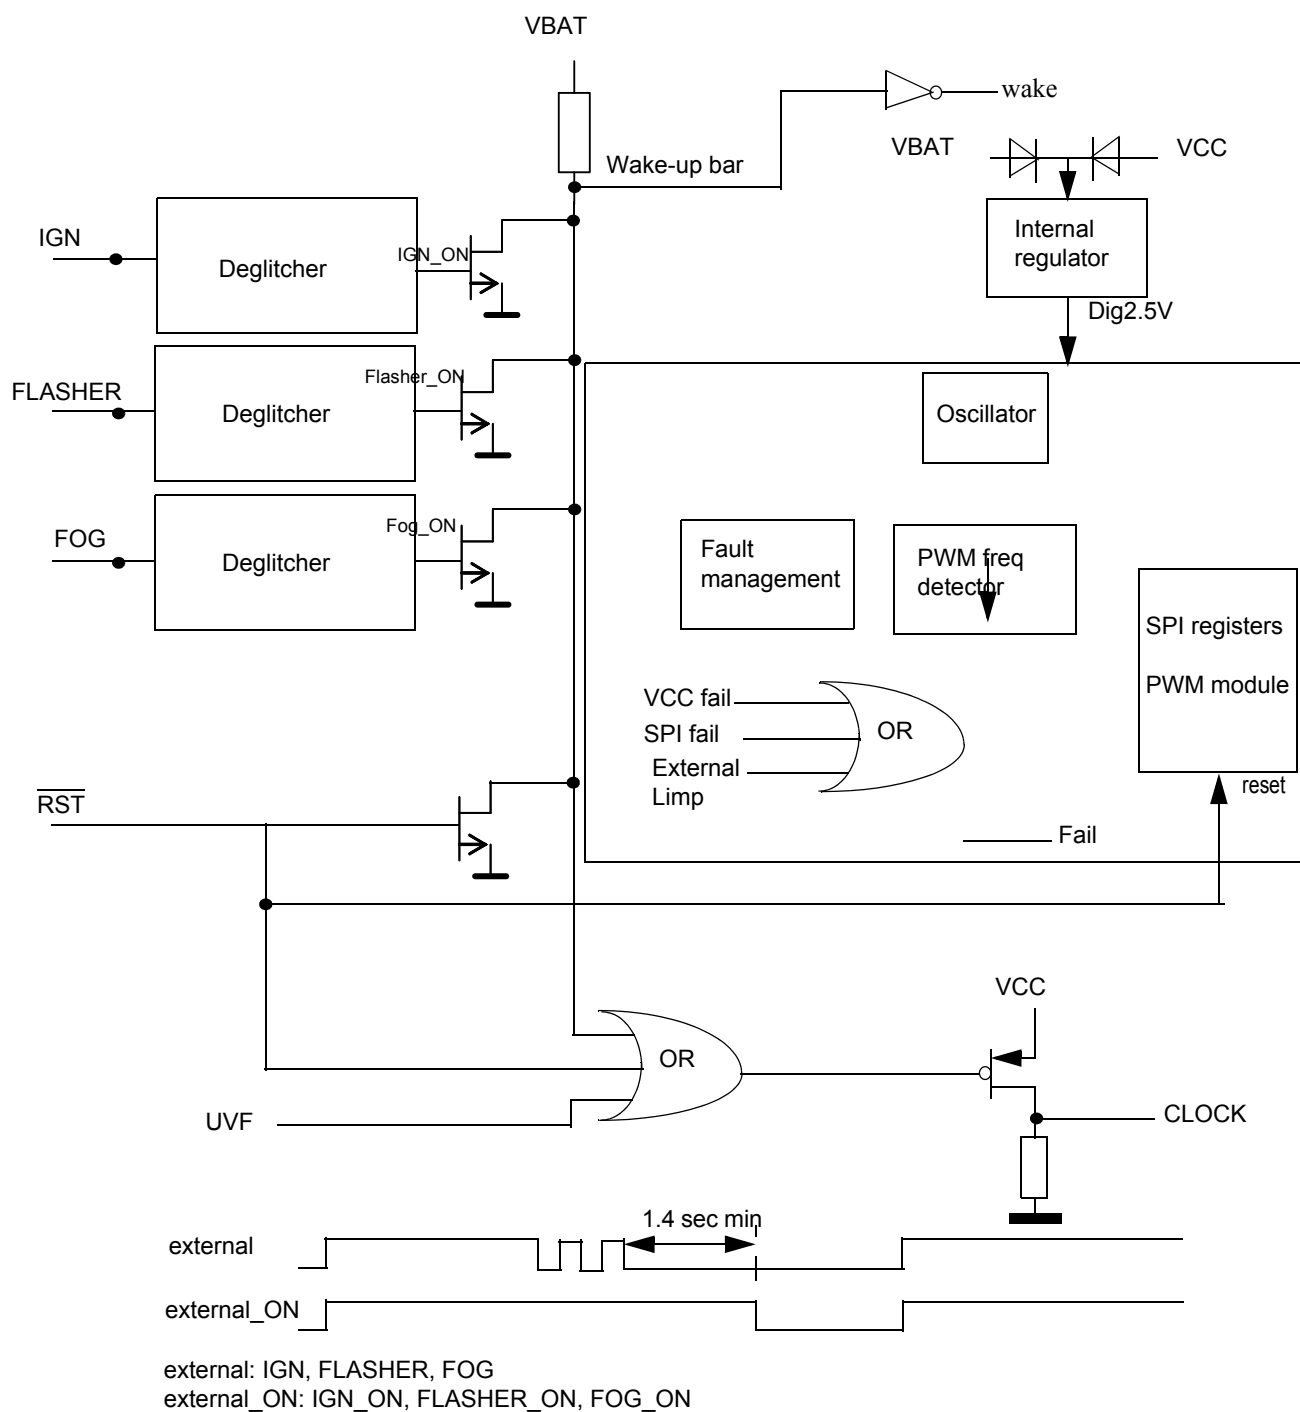 VBAT
wake
VBAT
VCC
Wake-up bar
IGN
Deglitcher
IGN_ON
Internal
regulator
Dig2.5V
FLASHER
Deglitcher
Flasher_ON
Oscillator
FOG
Deglitcher
Fog_ON
Fault
management
PWM freq
detector
SPI registers
PWM module
VCC fail
SPI fail
External
Limp
OR
reset
RST
Fail
VCC
OR
UVF
CLOCK
1.4 sec min
external
external_ON
external: IGN, FLASHER, FOG
external_ON: IGN_ON, FLASHER_ON, FOG_ON